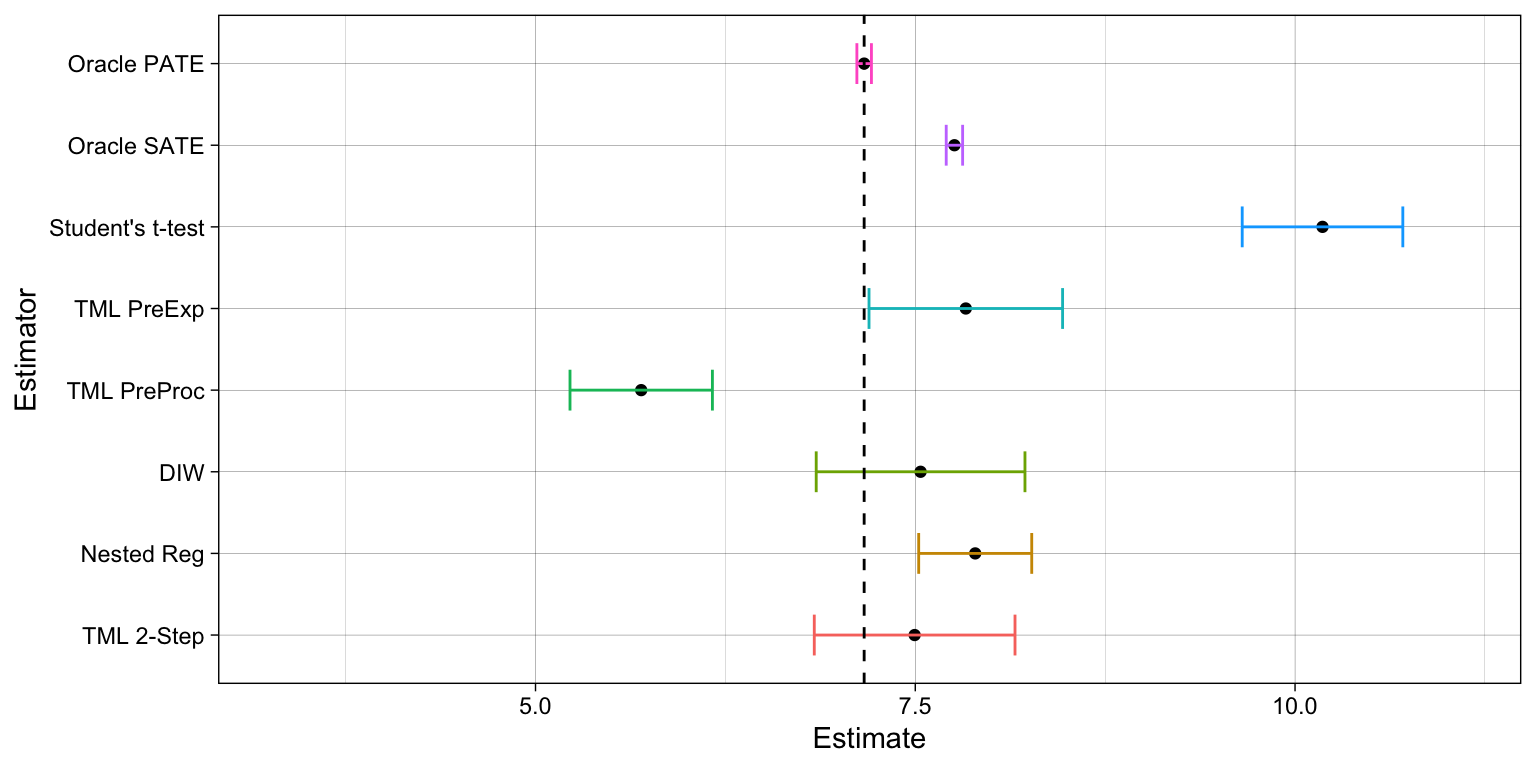 Oracle PATE
Oracle SATE
Student's t-test
TML PreExp
TML PreProc
DIW
Nested Reg
TML 2-Step
Estimator
5.0 7.5 10.0
Estimate